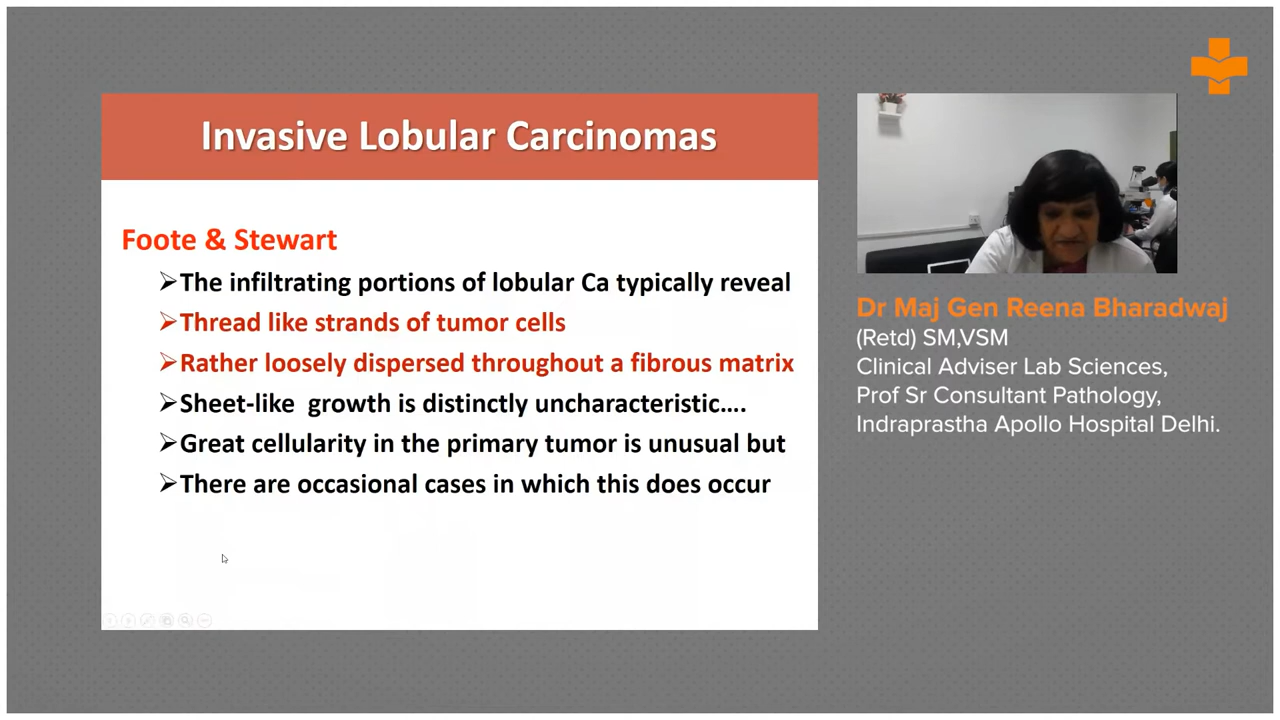 Invasive Lobular Carcinomas
Foote & Stewart
➢The infiltrating portions of lobular Ca typically reveal
➢Thread like strands of tumor cells
➢Rather loosely dispersed throughout a fibrous matrix
➢Sheet-like growth is distinctly uncharacteristic....
➢Great cellularity in the primary tumor is unusual but
➢There are occasional cases in which this does occur
Dr Maj Gen Reena Bharadwaj
(Retd) SM,VSM
Clinical Adviser Lab Sciences,
Prof Sr Consultant Pathology,
Indraprastha Apollo Hospital Delhi.